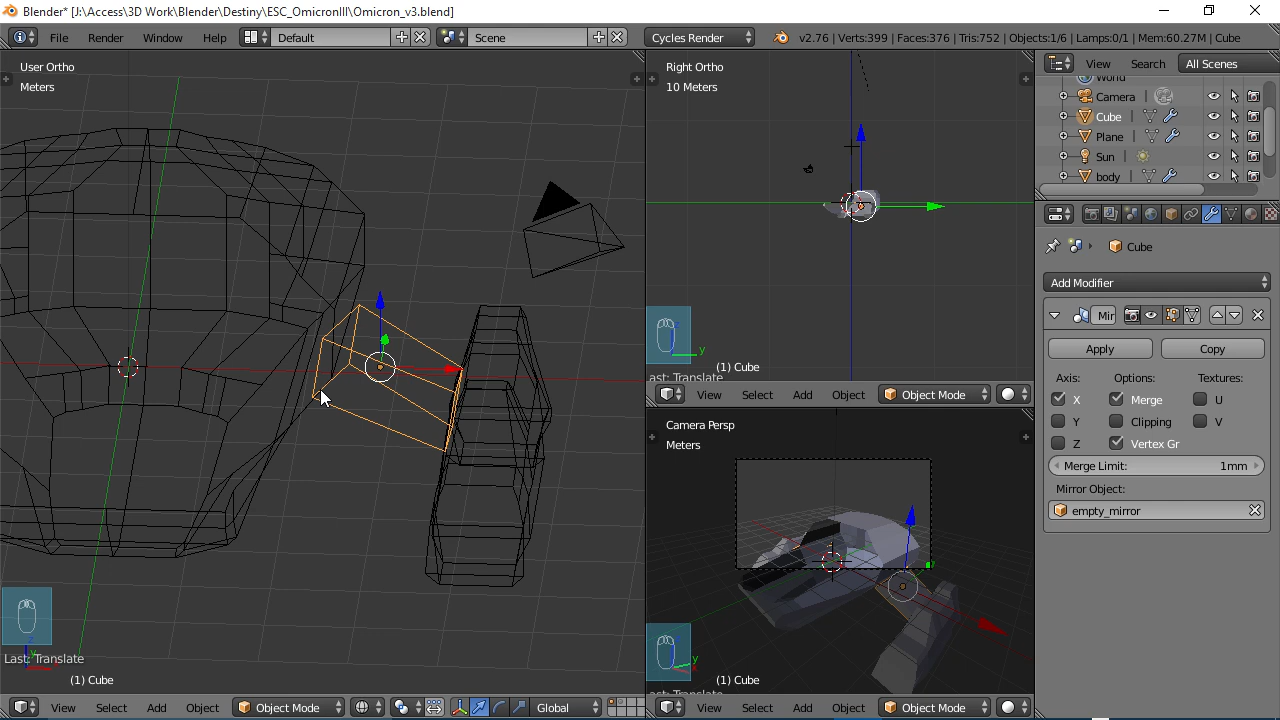 Blender* [J:\Access\3D Work\Blender\Destiny\ESC_OmicronIII\Omicron_v3.blend]
File Render Window Help Default Scene Cycles Render v2.76 | Verts:399 | Faces:376 | Tris:752 | Objects:1/6 | Lamps:0/1 | Mem:60.27M | Cube
User Ortho
Meters
z
y
Last: Translate
(1) Cube
View Select Add Object Object Mode Global
Right Ortho
10 Meters
z
y
Last: Translate
(1) Cube
View Select Add Object Object Mode
Camera Persp
Meters
z
y
Last: Translate
(1) Cube
View Select Add Object Object Mode
View Search All Scenes
World
Camera
Cube
Plane
Sun
body
Cube
Add Modifier
Mir
Apply Copy
Axis: Options: Textures:
X Merge U
Y Clipping V
Z Vertex Gr
Merge Limit: 1mm
Mirror Object:
empty_mirror